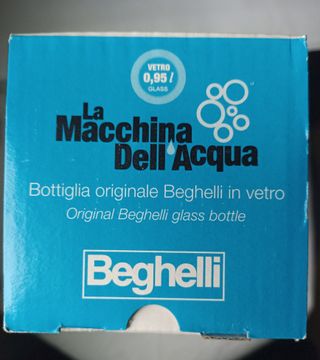 VETRO
0,95 l
GLASS
La
Macchina
Dell'Acqua
Bottiglia originale Beghelli in vetro
Original Beghelli glass bottle
Beghelli